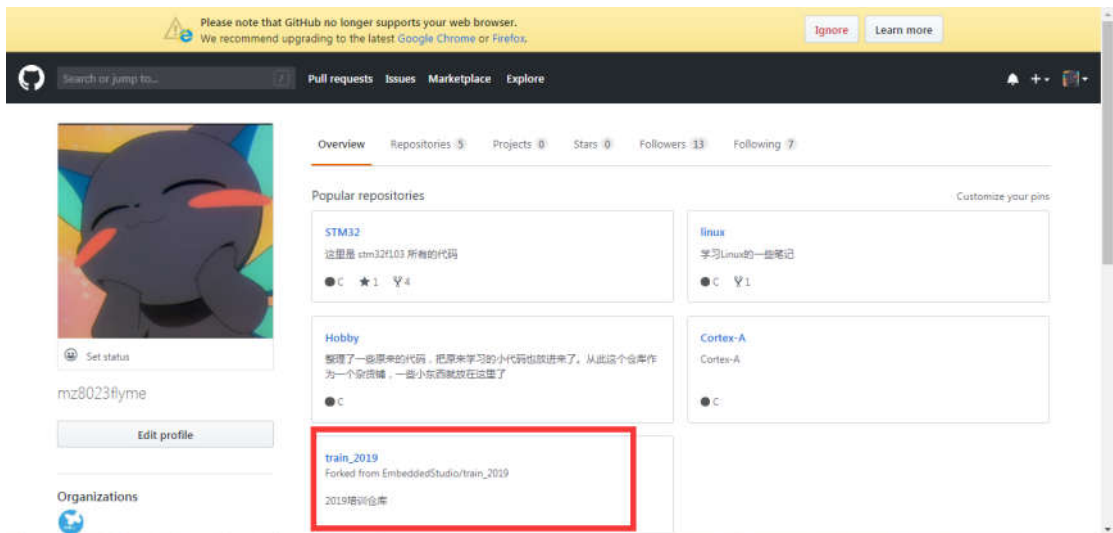 Please note that GitHub no longer supports your web browser.
We recommend upgrading to the latest Google Chrome or Firefox.
Ignore
Learn more
Search or jump to...
/
Pull requests Issues Marketplace Explore
Overview Repositories 5 Projects 0 Stars 0 Followers 13 Following 7
Popular repositories
Customize your pins
STM32
这里是 stm32f103 所有的代码
C 1 4
linux
学习Linux的一些笔记
C 1
Hobby
整理了一些原来的代码，把原来学习的小代码也放进来了。从此这个仓库作
为一个杂货铺，一些小东西就放在这里了
C
Cortex-A
Cortex-A
C
train_2019
Forked from EmbeddedStudio/train_2019
2019培训仓库
Set status
mz8023flyme
Edit profile
Organizations